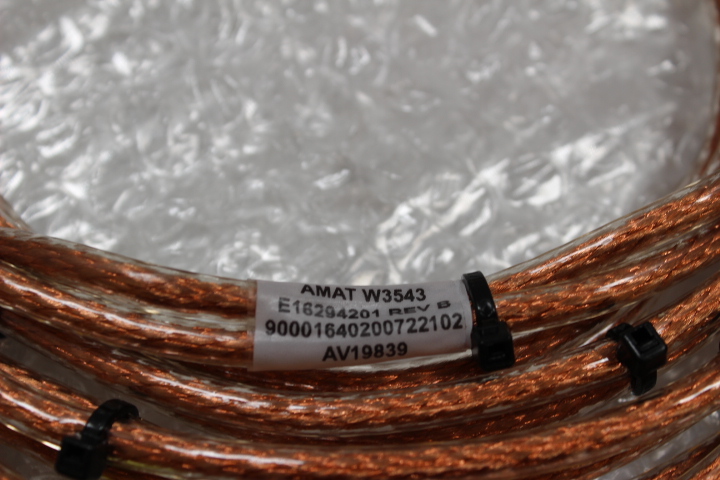 AMAT W3543
E16294201 REV B
90001640200722102
AV19839